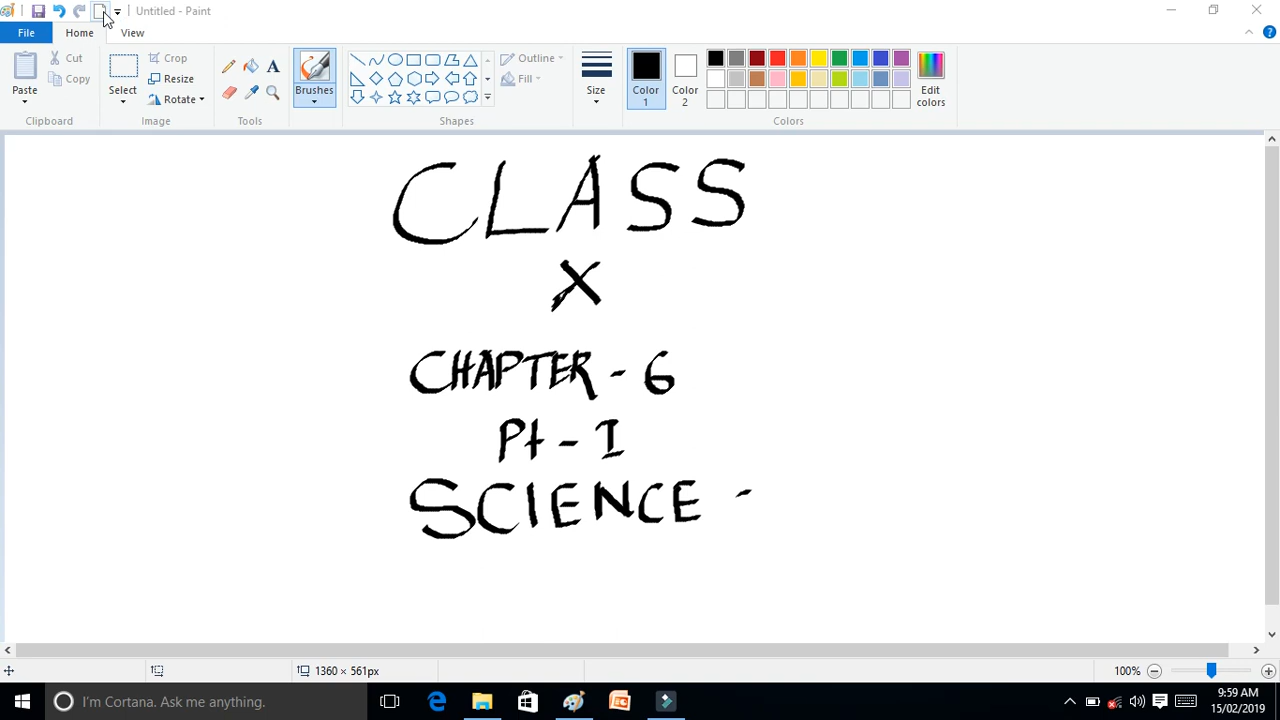 Untitled - Paint
File Home View
Paste Cut Copy Select Crop Resize Rotate Brushes Outline Fill Size Color 1 Color 2 Edit colors
Clipboard Image Tools Shapes Colors
CLASS
X
CHAPTER - 6
Pt - I
SCIENCE -
1360 × 561px 100%
I'm Cortana. Ask me anything. 9:59 AM
15/02/2019